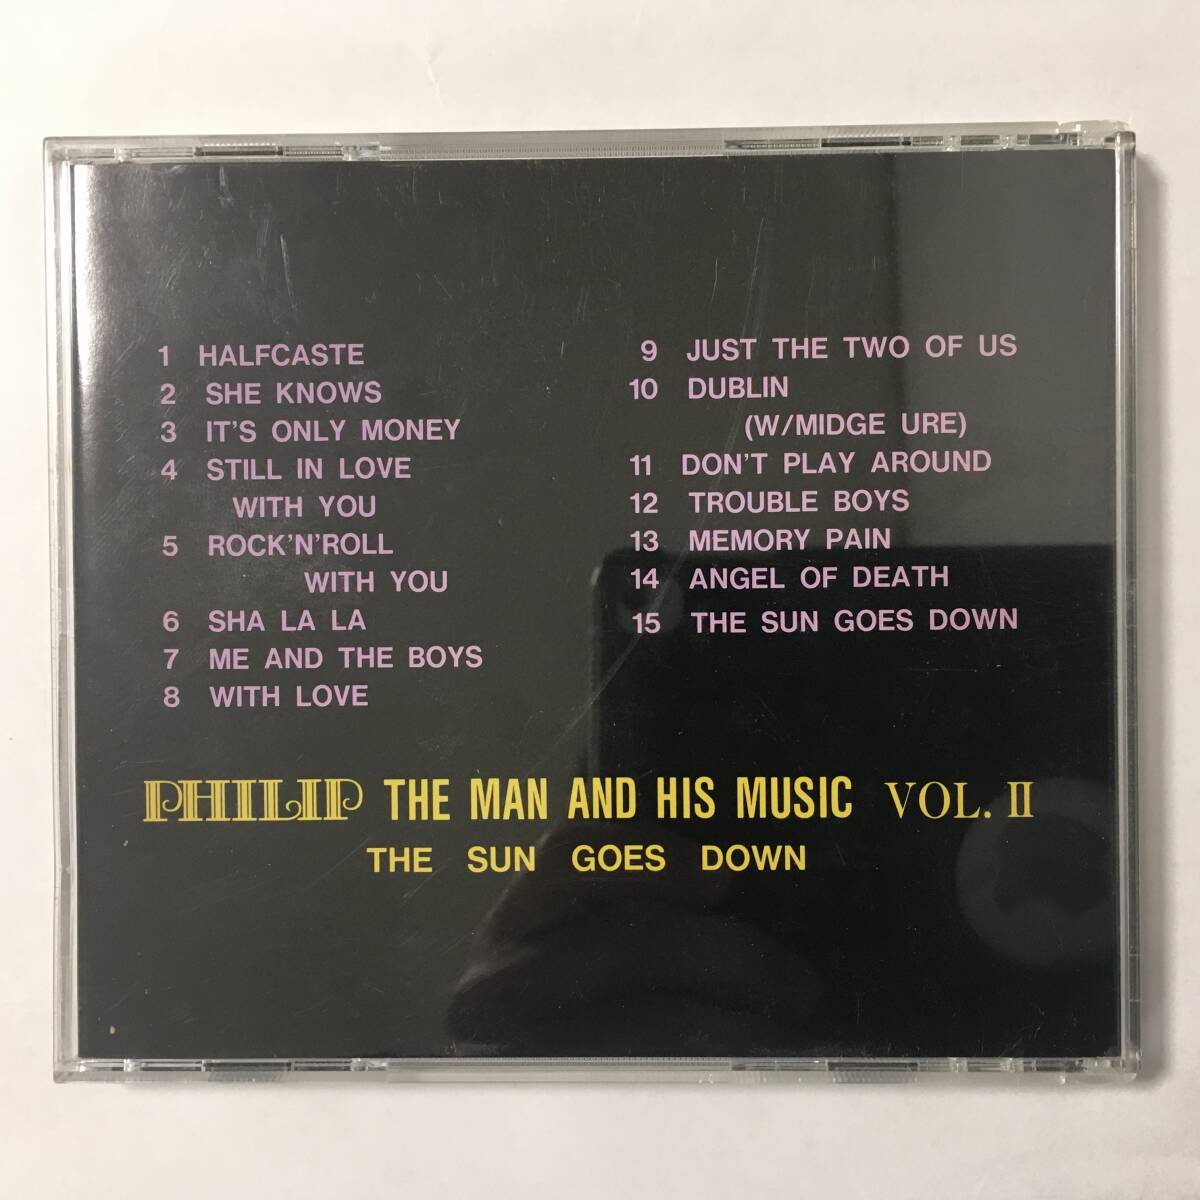 1 HALFCASTE
2 SHE KNOWS
3 IT'S ONLY MONEY
4 STILL IN LOVE
WITH YOU
5 ROCK'N'ROLL
WITH YOU
6 SHA LA LA
7 ME AND THE BOYS
8 WITH LOVE
9 JUST THE TWO OF US
10 DUBLIN
(W/MIDGE URE)
11 DON'T PLAY AROUND
12 TROUBLE BOYS
13 MEMORY PAIN
14 ANGEL OF DEATH
15 THE SUN GOES DOWN
PHILIP THE MAN AND HIS MUSIC VOL. II
THE SUN GOES DOWN